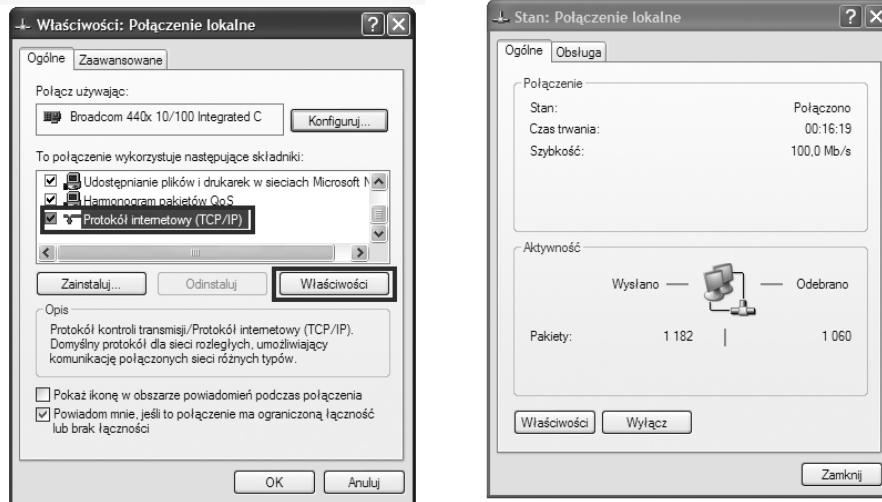 Właściwości: Połączenie lokalne
Ogólne
Zaawansowane
Połącz używając:
Broadcom 440x 10/100 Integrated C
Konfiguruj...
To połączenie wykorzystuje następujące składniki:
Udostępnianie plików i drukarek w sieciach Microsoft N
Harmonogram pakietów QoS
Protokół internetowy (TCP/IP)
Zainstaluj...
Odinstaluj
Właściwości
Opis
Protokół kontroli transmisji/Protokół internetowy (TCP/IP).
Domyślny protokół dla sieci rozległych, umożliwiający
komunikację połączonych sieci różnych typów.
Pokaż ikonę w obszarze powiadomień podczas połączenia
Powiadom mnie, jeśli to połączenie ma ograniczoną łączność
lub brak łączności
OK
Anuluj
Stan: Połączenie lokalne
Ogólne
Obsługa
Połączenie
Stan: Połączono
Czas trwania: 00:16:19
Szybkość: 100,0 Mb/s
Aktywność
Wysłano — — Odebrano
Pakiety: 1 182 | 1 060
Właściwości
Wyłącz
Zamknij